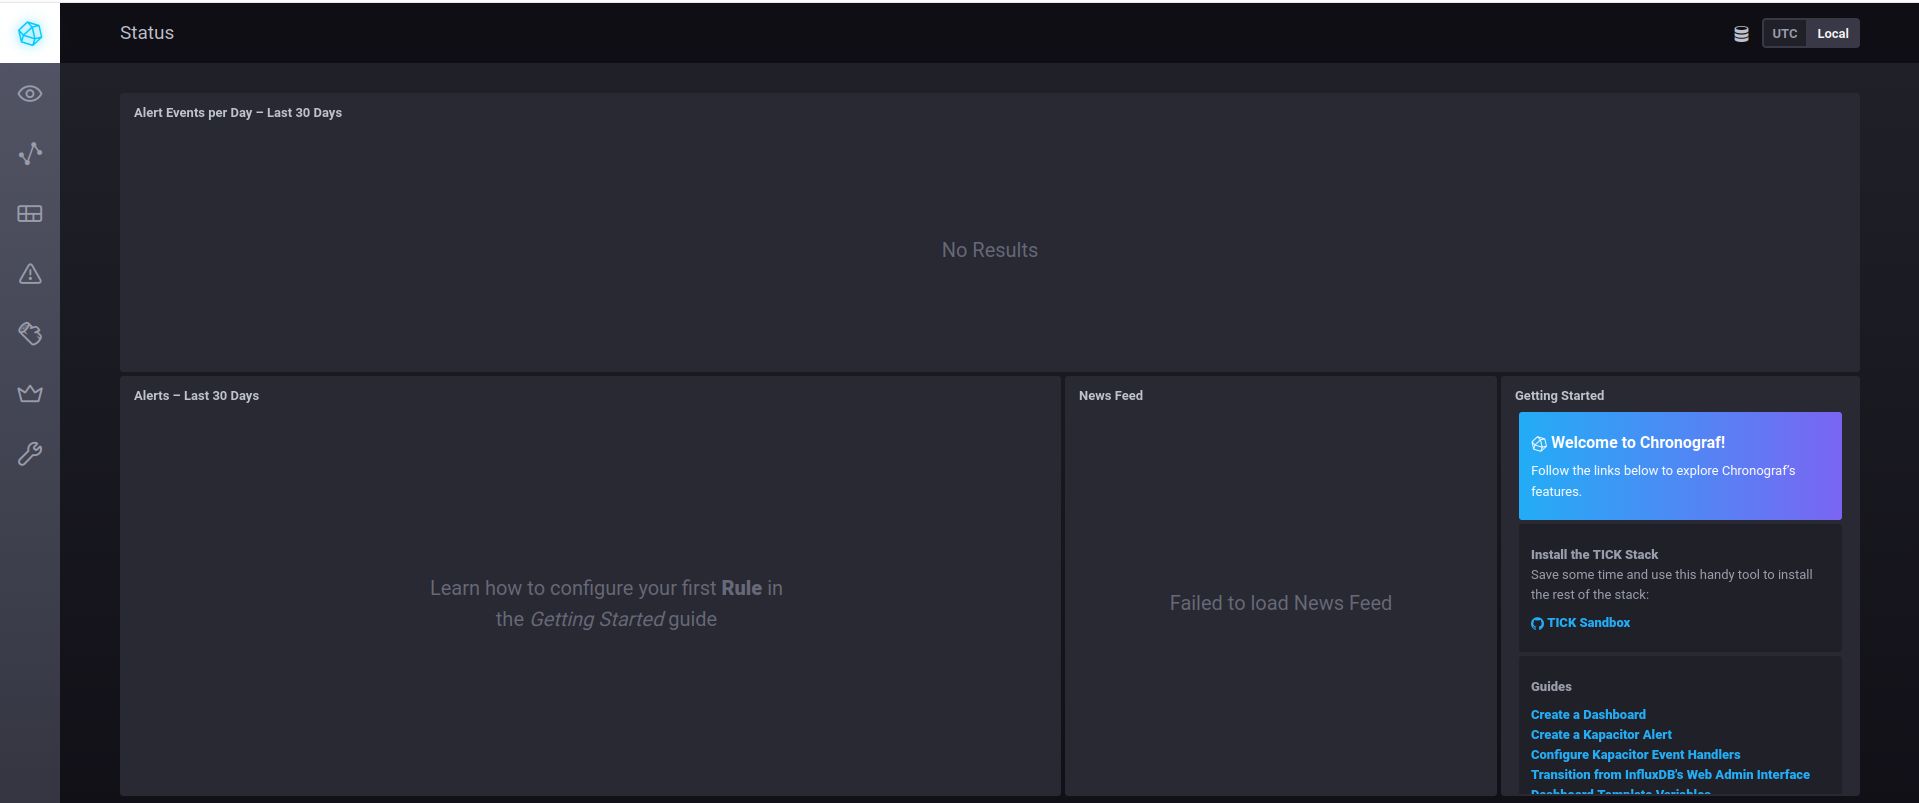 Status
UTC
Local
Alert Events per Day – Last 30 Days
No Results
Alerts – Last 30 Days
Learn how to configure your first Rule in
the Getting Started guide
News Feed
Failed to load News Feed
Getting Started
Welcome to Chronograf!
Follow the links below to explore Chronograf's
features.
Install the TICK Stack
Save some time and use this handy tool to install
the rest of the stack:
TICK Sandbox
Guides
Create a Dashboard
Create a Kapacitor Alert
Configure Kapacitor Event Handlers
Transition from InfluxDB's Web Admin Interface
Dashboard Template Variables